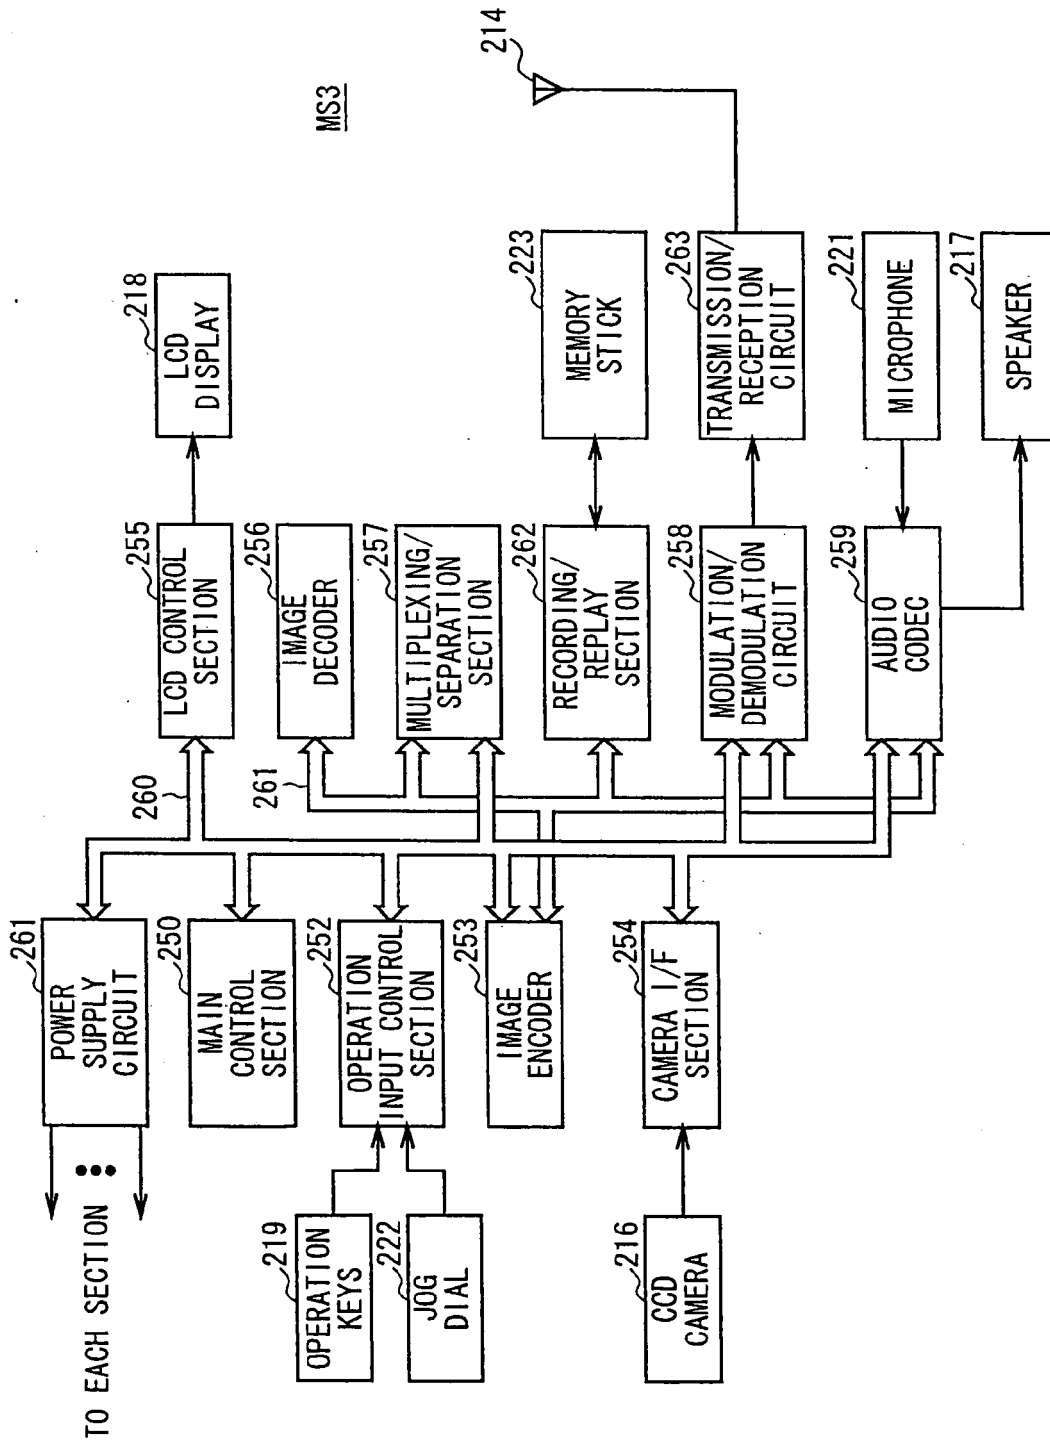 MS3
TO EACH SECTION
261
POWER
SUPPLY
CIRCUIT
250
MAIN
CONTROL
SECTION
219
OPERATION
KEYS
222
JOG
DIAL
252
OPERATION
INPUT CONTROL
SECTION
253
IMAGE
ENCODER
216
CCD
CAMERA
254
CAMERA I/F
SECTION
260
261
255
LCD CONTROL
SECTION
218
LCD
DISPLAY
256
IMAGE
DECODER
257
MULTIPLEXING/
SEPARATION
SECTION
262
RECORDING/
REPLAY
SECTION
223
MEMORY
STICK
258
MODULATION/
DEMODULATION
CIRCUIT
263
TRANSMISSION/
RECEPTION
CIRCUIT
214
259
AUDIO
CODEC
221
MICROPHONE
217
SPEAKER